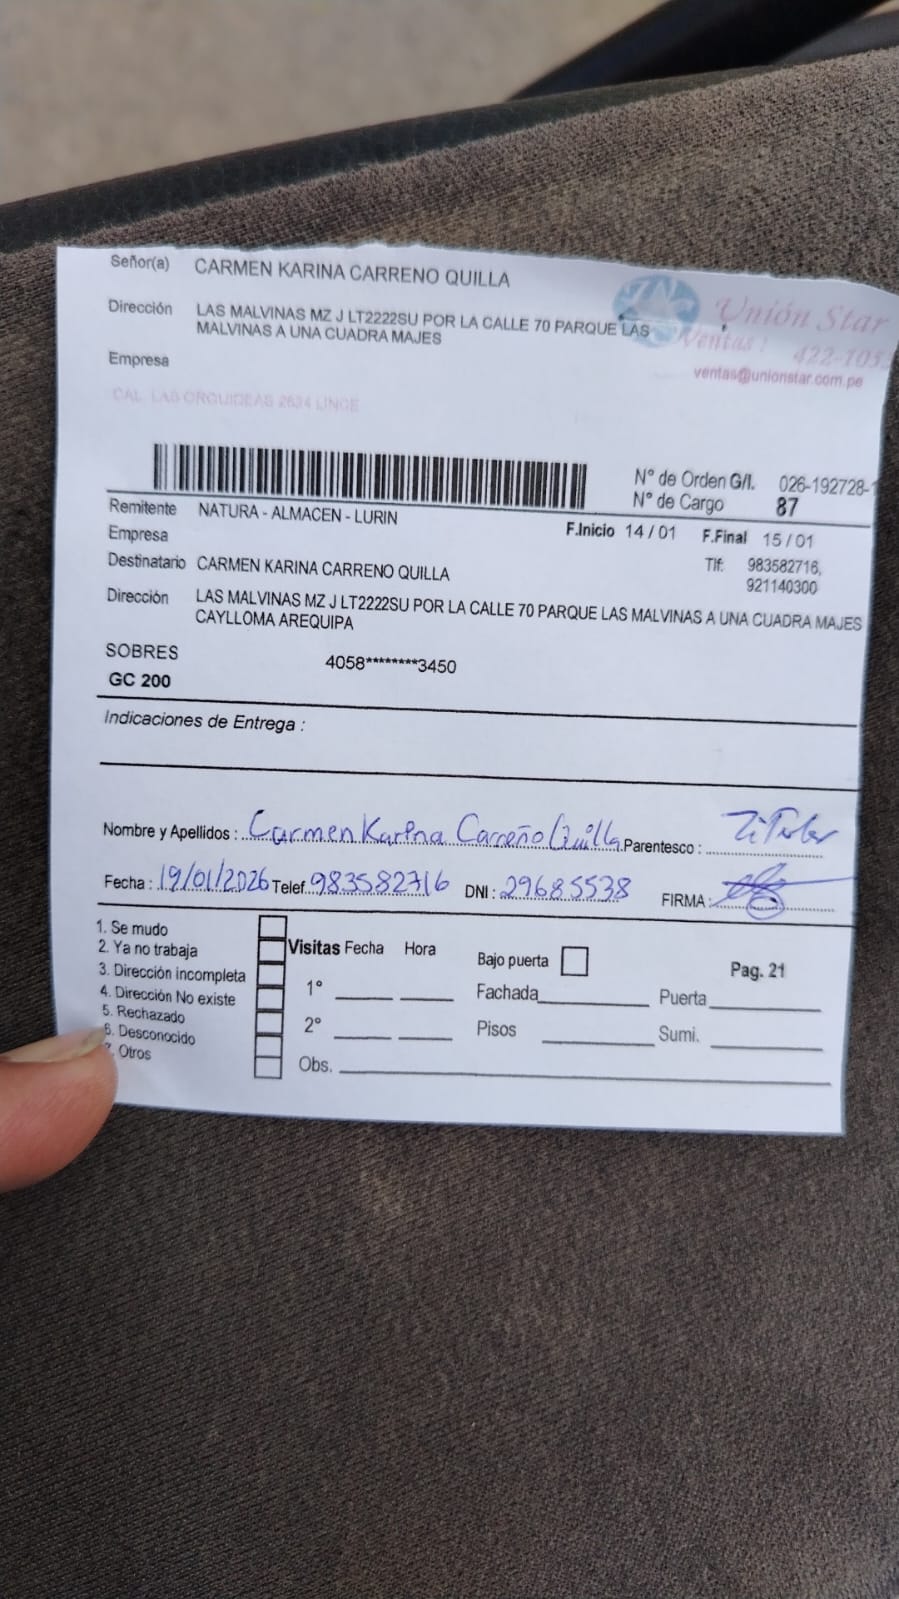 Señor(a) CARMEN KARINA CARRENO QUILLA
Dirección LAS MALVINAS MZ J LT2222SU POR LA CALLE 70 PARQUE LAS
MALVINAS A UNA CUADRA MAJES
Empresa
Unión Star
Ventas : 422-105
ventas@unionstar.com.pe
CAL. LAS ORQUIDEAS 2634 LINCE
N° de Orden G/I. 026-192728-1
N° de Cargo 87
Remitente NATURA - ALMACEN - LURIN
F.Inicio 14 / 01 F.Final 15 / 01
Empresa
Destinatario CARMEN KARINA CARRENO QUILLA
Tlf: 983582716,
921140300
Dirección LAS MALVINAS MZ J LT2222SU POR LA CALLE 70 PARQUE LAS MALVINAS A UNA CUADRA MAJES
CAYLLOMA AREQUIPA
SOBRES 4058********3450
GC 200
Indicaciones de Entrega :
Nombre y Apellidos : Carmen Karina Carreño Quilla Parentesco :
Fecha : 19/01/2026 Telef 983582716 DNI : 29685538 FIRMA :
1. Se mudo
2. Ya no trabaja
3. Dirección incompleta
4. Dirección No existe
5. Rechazado
6. Desconocido
7. Otros
Visitas Fecha Hora
1°
2°
Obs.
Bajo puerta
Pag. 21
Fachada Puerta
Pisos Sumi.